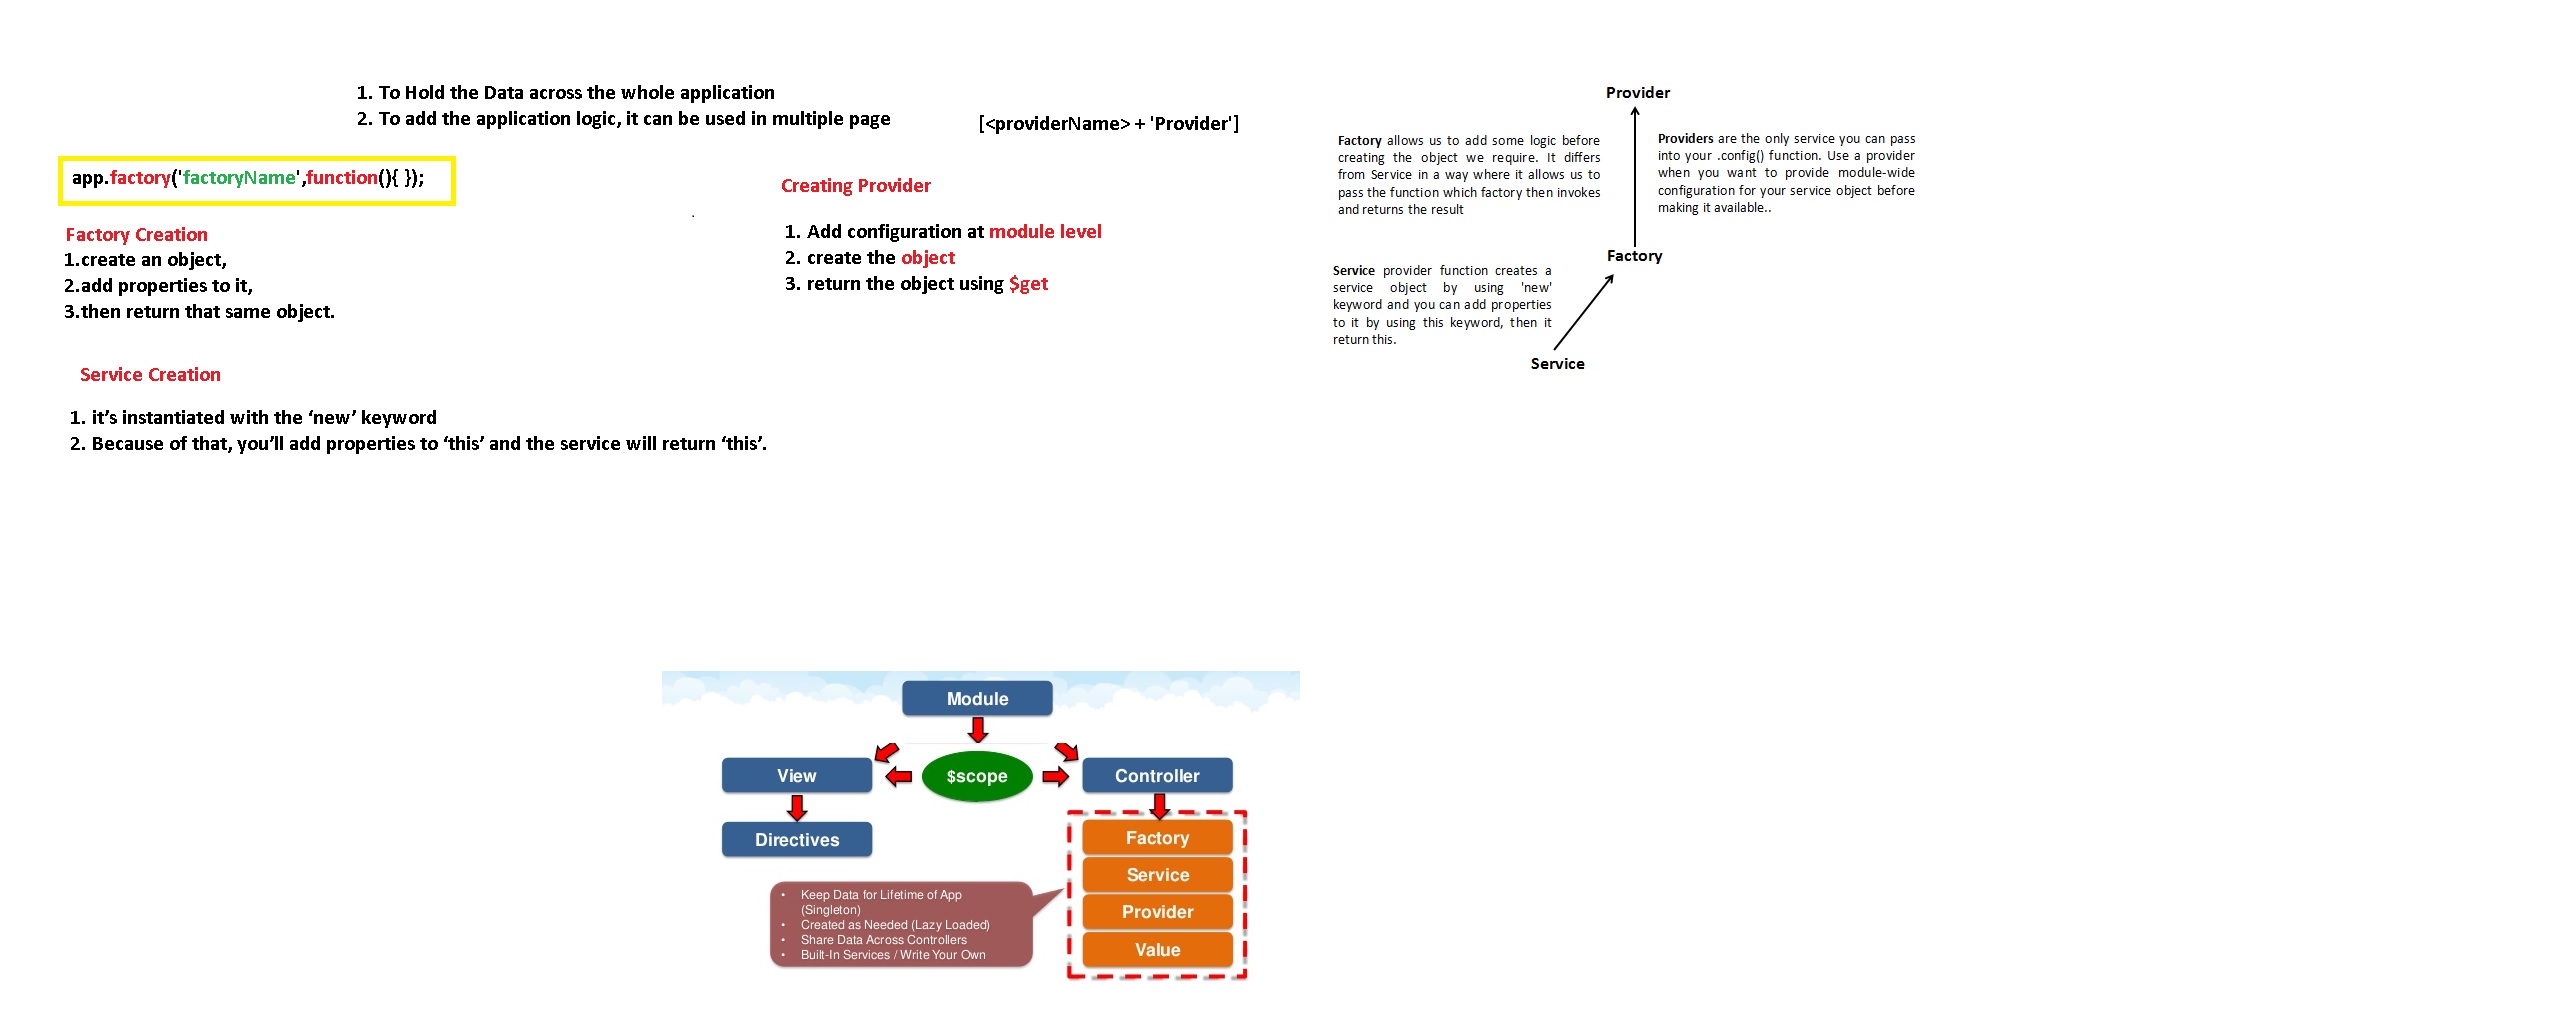 1. To Hold the Data across the whole application
2. To add the application logic, it can be used in multiple page
[<providerName> + 'Provider']
app.factory('factoryName',function(){ });
Factory Creation
1.create an object,
2.add properties to it,
3.then return that same object.
Service Creation
1. it’s instantiated with the ‘new’ keyword
2. Because of that, you’ll add properties to ‘this’ and the service will return ‘this’.
Creating Provider
1. Add configuration at module level
2. create the object
3. return the object using $get
Provider
Factory allows us to add some logic before
creating the object we require. It differs
from Service in a way where it allows us to
pass the function which factory then invokes
and returns the result
Providers are the only service you can pass
into your .config() function. Use a provider
when you want to provide module-wide
configuration for your service object before
making it available..
Factory
Service provider function creates a
service object by using 'new'
keyword and you can add properties
to it by using this keyword, then it
return this.
Service
Module
View
$scope
Controller
Directives
Factory
Service
Provider
Value
• Keep Data for Lifetime of App
(Singleton)
• Created as Needed (Lazy Loaded)
• Share Data Across Controllers
• Built-In Services / Write Your Own